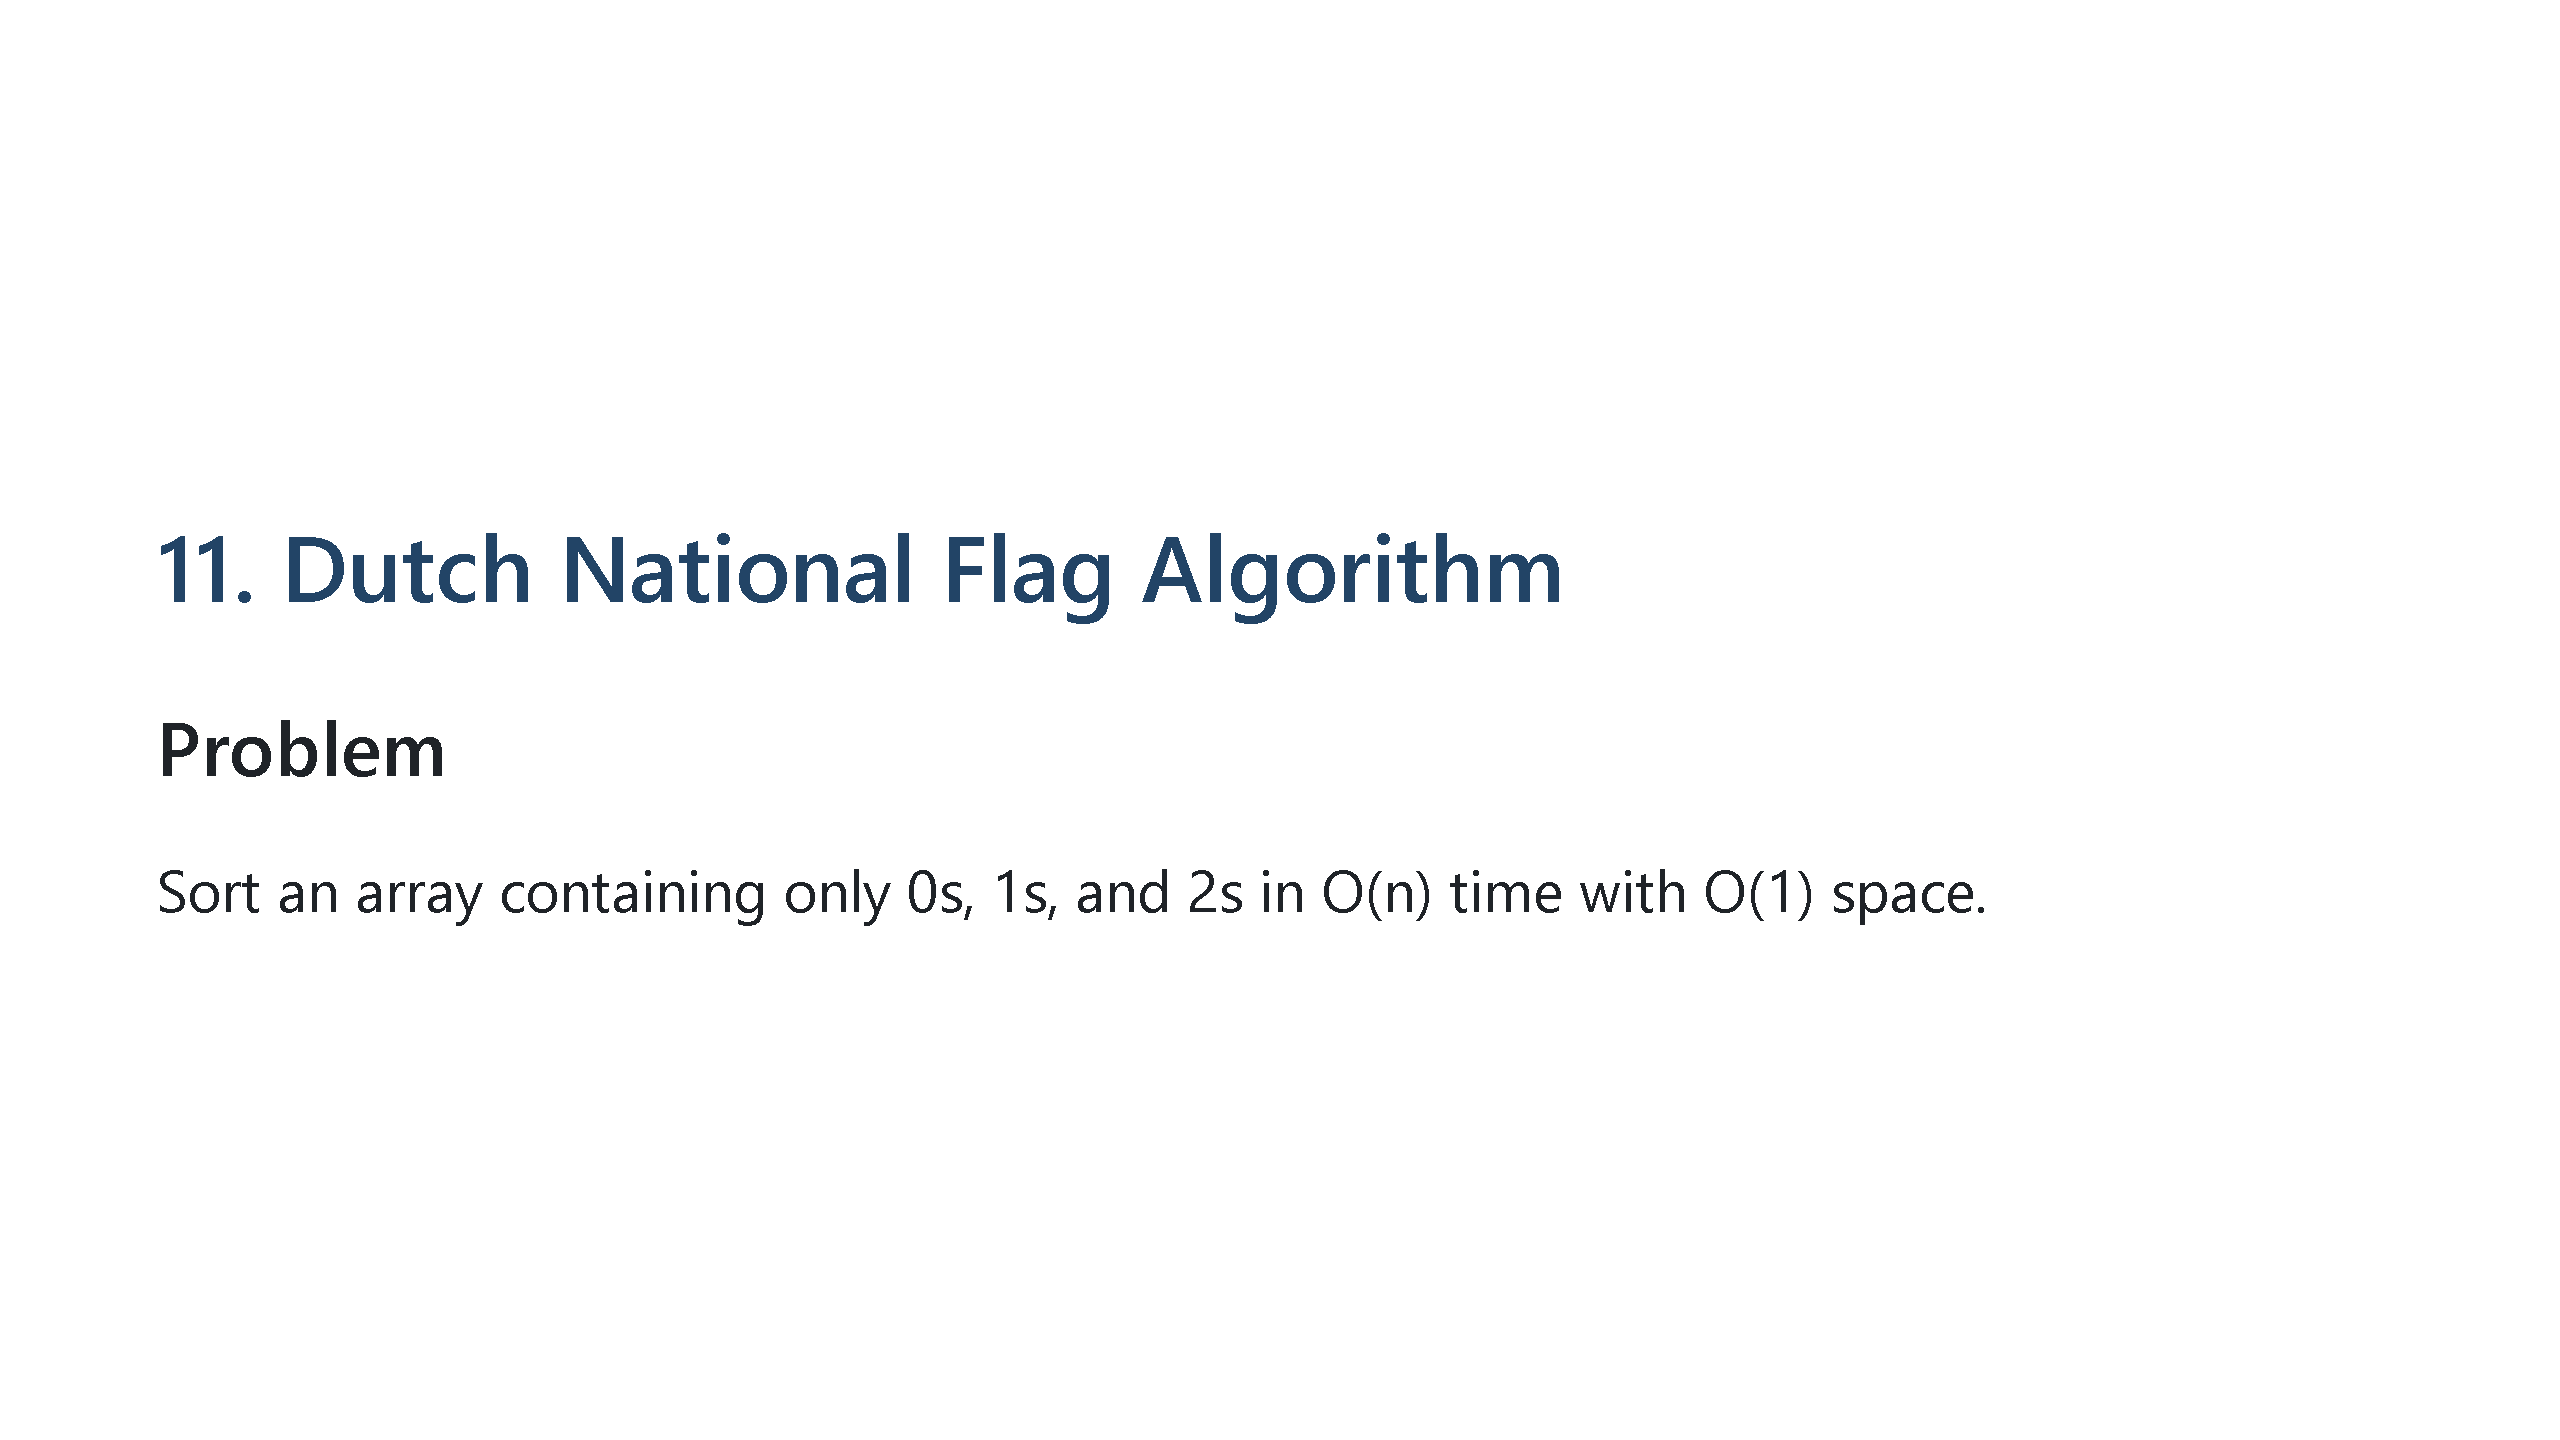 11. Dutch National Flag Algorithm
Problem
Sort an array containing only 0s, 1s, and 2s in O(n) time with O(1) space.